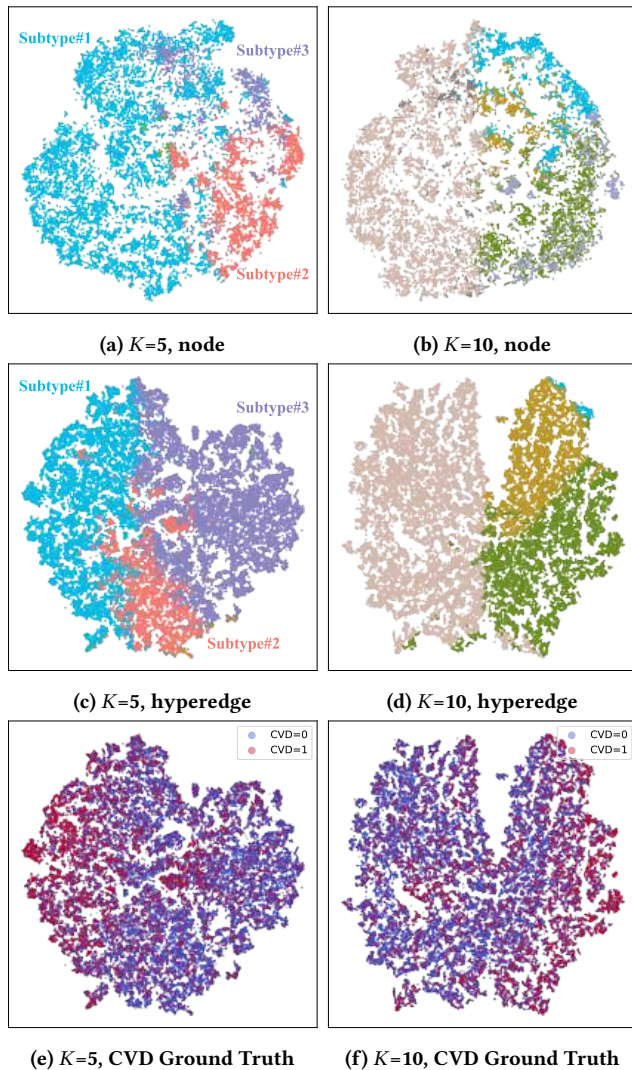 Subtype#1
Subtype#3
Subtype#2
(a) K=5, node
(b) K=10, node
Subtype#1
Subtype#3
Subtype#2
(c) K=5, hyperedge
(d) K=10, hyperedge
CVD=0
CVD=1
CVD=0
CVD=1
(e) K=5, CVD Ground Truth
(f) K=10, CVD Ground Truth